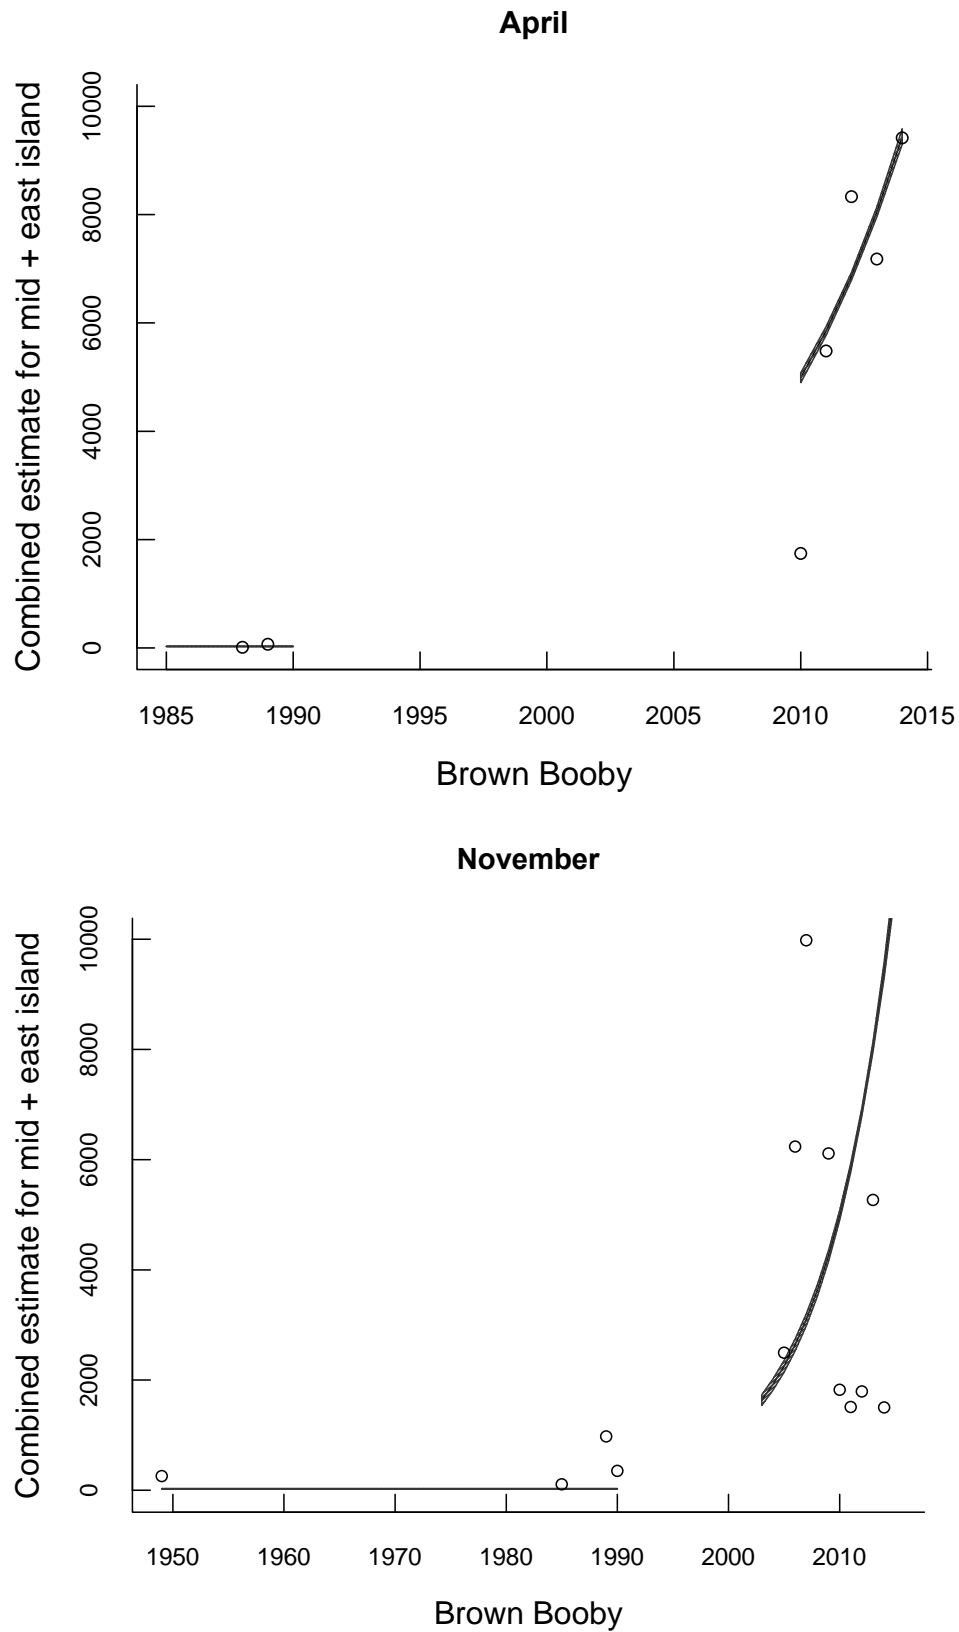 April
Combined estimate for mid + east island
10000
8000
6000
4000
2000
0
1985 1990 1995 2000 2005 2010 2015
Brown Booby
November
Combined estimate for mid + east island
10000
8000
6000
4000
2000
0
1950 1960 1970 1980 1990 2000 2010
Brown Booby